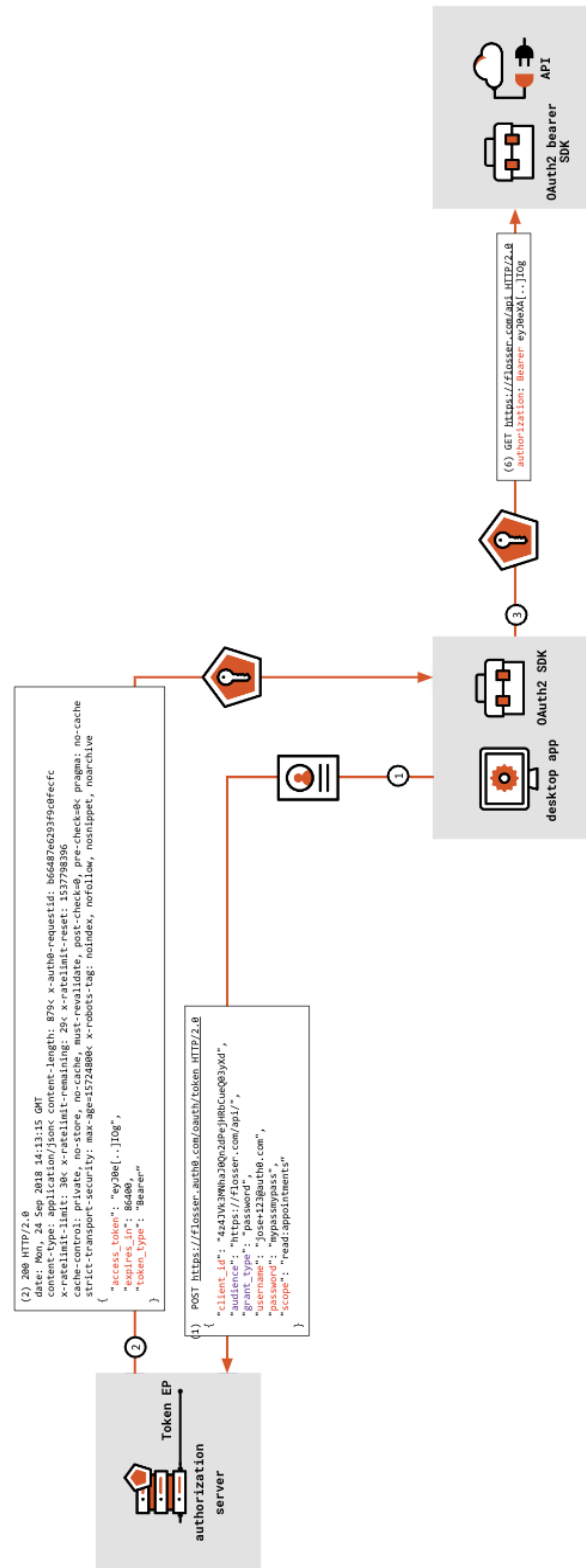 (2) 200 HTTP/2.0
date: Mon, 24 Sep 2018 14:13:15 GMT
content-type: application/json< content-length: 879< x-auth0-requestid: b66487e6293f9c0fecfc
x-ratelimit-limit: 30< x-ratelimit-remaining: 29< x-ratelimit-reset: 1537798396
cache-control: private, no-store, no-cache, must-revalidate, post-check=0, pre-check=0< pragma: no-cache
strict-transport-security: max-age=15724800< x-robots-tag: noindex, nofollow, nosnippet, noarchive
{
"access_token": "eyJ0e[..]IOg",
"expires_in": 86400,
"token_type": "Bearer"
}
2
Token EP
authorization
server
(1) POST https://flosser.auth0.com/oauth/token HTTP/2.0
{
"client_id": "4z4JVk3MNhaJ0Qn2dPejHRbCueQ03yXd",
"audience": "https://flosser.com/api/",
"grant_type": "password",
"username": "jose+123@auth0.com",
"password": "mypassmypass",
"scope": "read:appointments"
}
1
desktop app
OAuth2 SDK
3
(6) GET https://flosser.com/api HTTP/2.0
authorization: Bearer eyJ0eXA[..]IOg
OAuth2 bearer
SDK
API